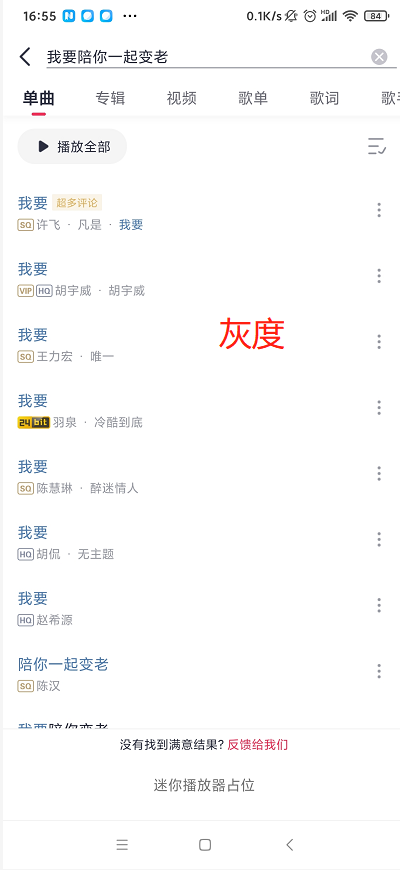 16:55 0.1K/s HD 84
我要陪你一起变老
单曲 专辑 视频 歌单 歌词 歌手
播放全部
我要 超多评论
SQ 许飞 · 凡是 · 我要
我要
VIP HQ 胡宇威 · 胡宇威
我要
灰度
SQ 王力宏 · 唯一
我要
24bit 羽泉 · 冷酷到底
我要
SQ 陈慧琳 · 醉迷情人
我要
HQ 胡侃 · 无主题
我要
HQ 赵希源
陪你一起变老
SQ 陈汉
我要陪你变老
没有找到满意结果? 反馈给我们
迷你播放器占位